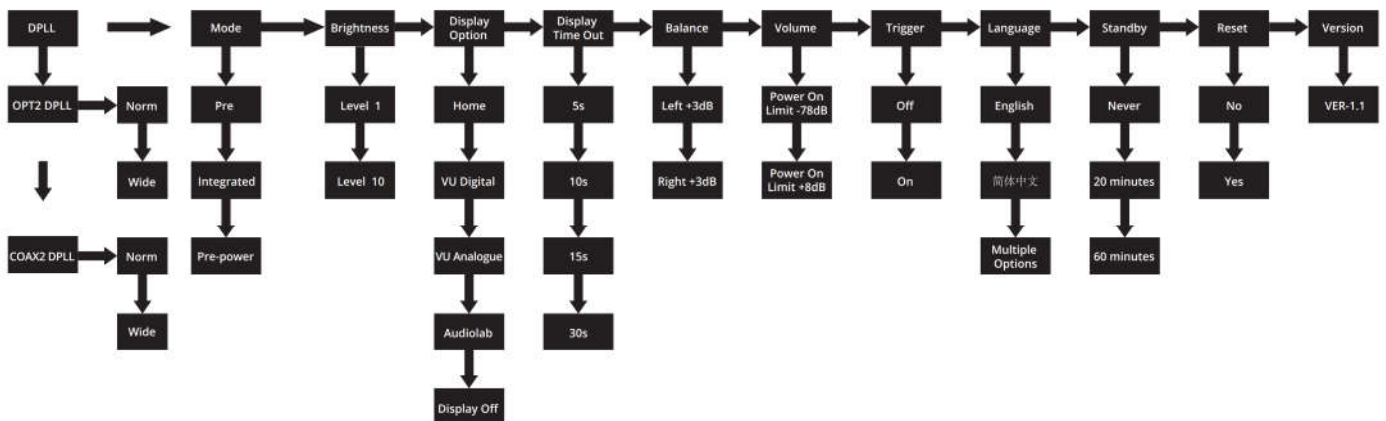 DPLL
Mode
Brightness
Display
Option
Display
Time Out
Balance
Volume
Trigger
Language
Standby
Reset
Version
OPT2 DPLL
Norm
Pre
Level 1
Home
5s
Left +3dB
Power On
Limit -78dB
Off
English
Never
No
VER-1.1
Wide
Integrated
Level 10
VU Digital
10s
Right +3dB
Power On
Limit +8dB
On
简体中文
20 minutes
Yes
COAX2 DPLL
Norm
Pre-power
VU Analogue
15s
Multiple
Options
60 minutes
Wide
Audiolab
30s
Display Off